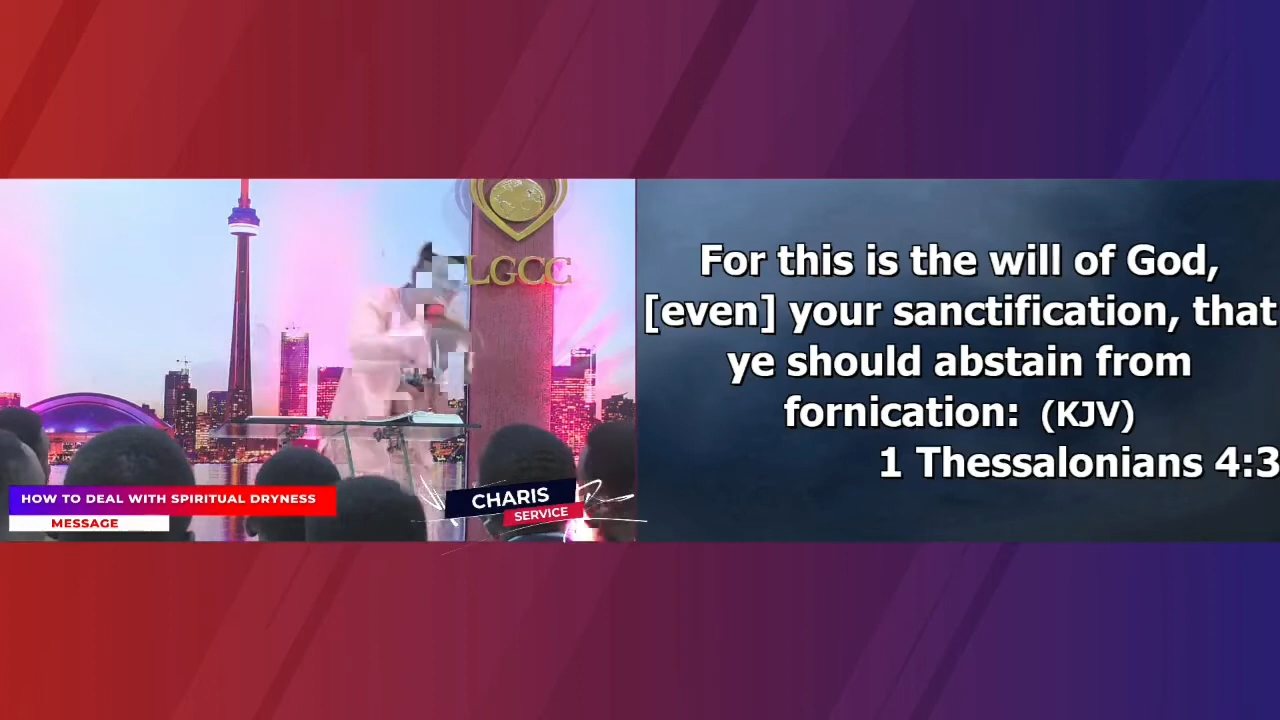 LGCC
HOW TO DEAL WITH SPIRITUAL DRYNESS
MESSAGE
CHARIS
SERVICE
For this is the will of God,
[even] your sanctification, that
ye should abstain from
fornication: (KJV)
1 Thessalonians 4:3